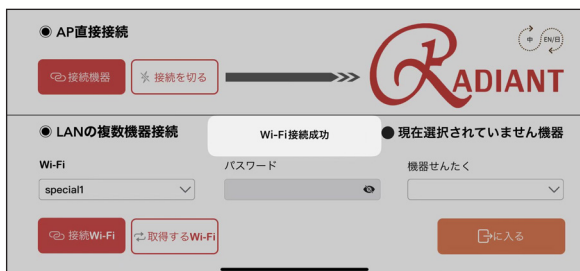 ◉ AP直接接続
中 EN/日
接続機器 接続を切る
RADIANT
◉ LANの複数機器接続
Wi-Fi接続成功
● 現在選択されていません機器
Wi-Fi パスワード 機器せんたく
special1
接続Wi-Fi 取得するWi-Fi に入る